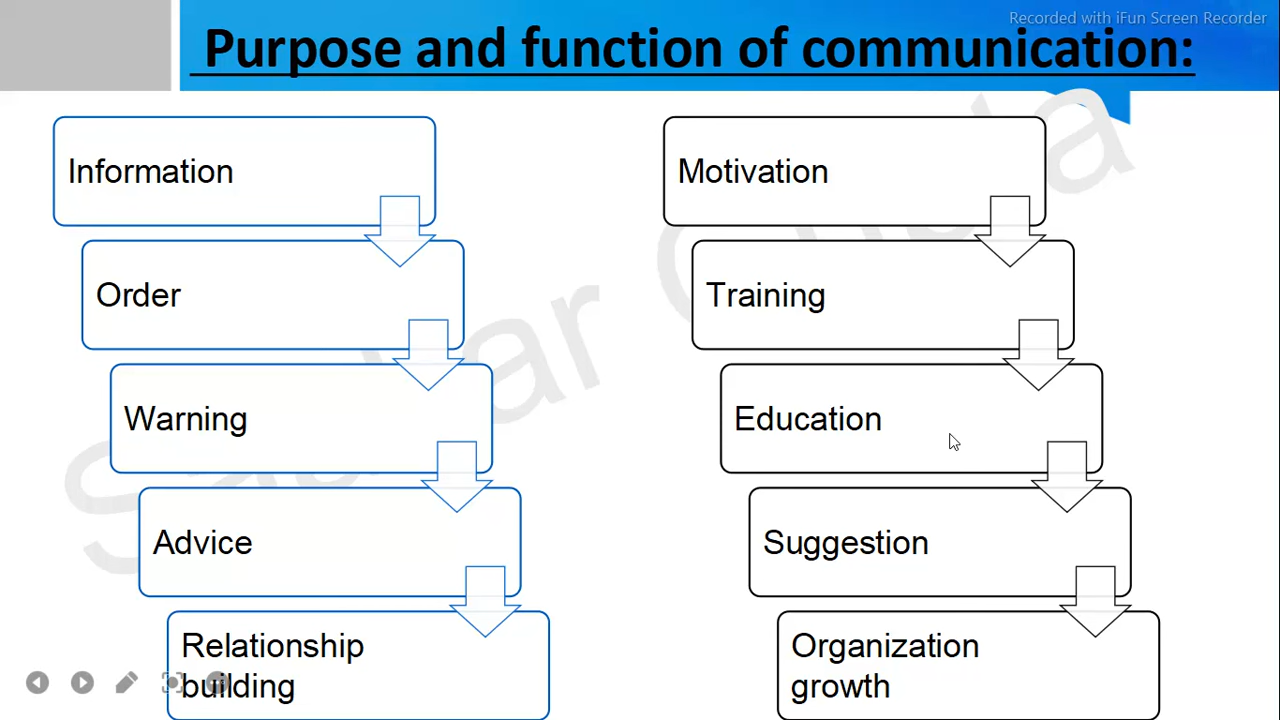 Recorded with iFun Screen Recorder
Purpose and function of communication:
Information
Order
Warning
Advice
Relationship
building
Motivation
Training
Education
Suggestion
Organization
growth